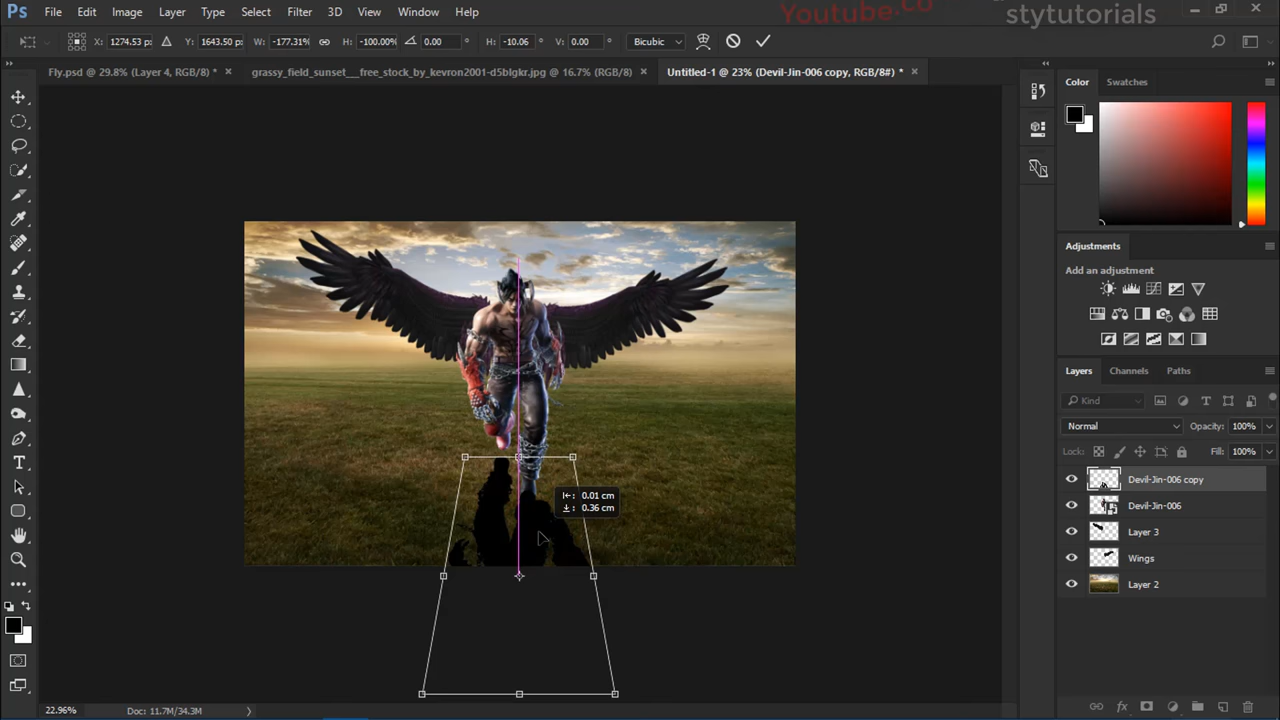 Ps File Edit Image Layer Type Select Filter 3D View Window Help
Youtube.co
stytutorials
X: 1274.53 px Y: 1643.50 px W: -177.31% H: -100.00% 0.00 H: -10.06 ° V: 0.00 ° Bicubic
Fly.psd @ 29.8% (Layer 4, RGB/8) * × grassy_field_sunset___free_stock_by_kevron2001-d5blgkr.jpg @ 16.7% (RGB/8) × Untitled-1 @ 23% (Devil-Jin-006 copy, RGB/8#) * ×
Color Swatches
Adjustments
Add an adjustment
Layers Channels Paths
Kind
Normal Opacity: 100%
Lock: Fill: 100%
Devil-Jin-006 copy
Devil-Jin-006
Layer 3
Wings
Layer 2
0.01 cm
0.36 cm
22.96% Doc: 11.7M/34.3M